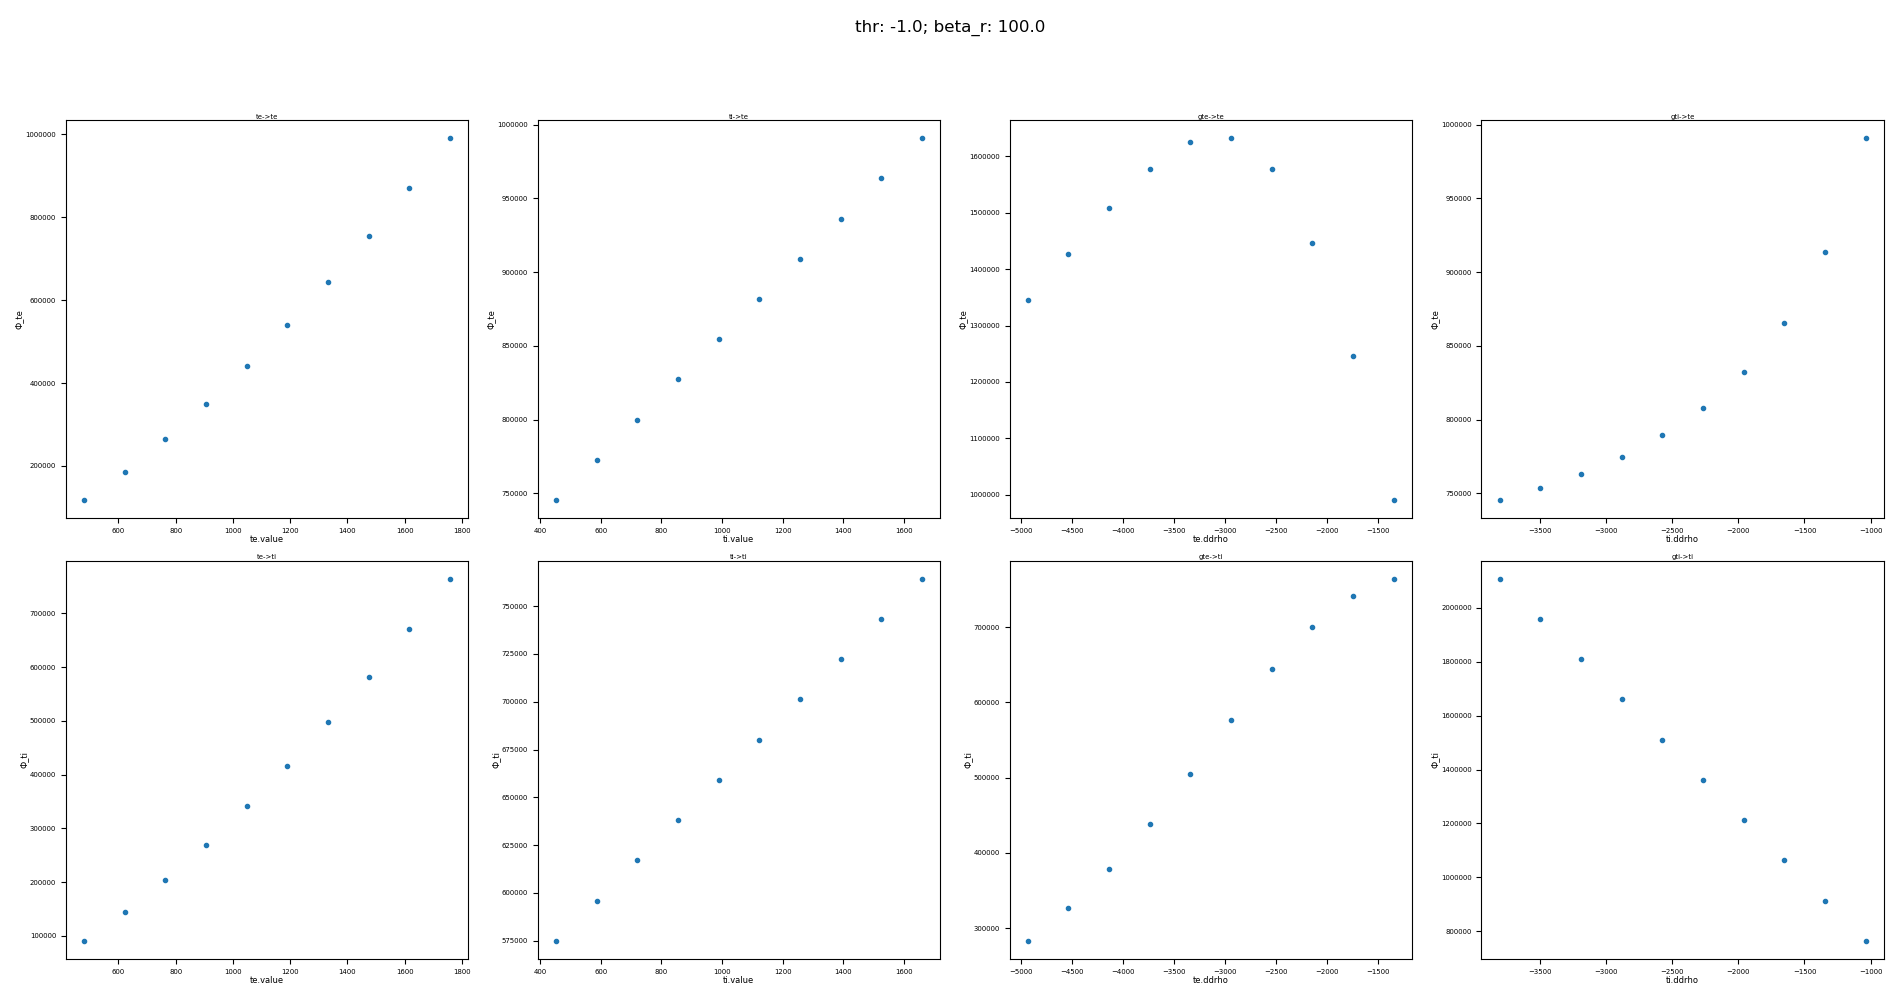 thr: -1.0; beta_r: 100.0
te->te
1000000
800000
600000
400000
200000
Φ_te
600 800 1000 1200 1400 1600 1800
te.value
ti->te
1000000
950000
900000
850000
800000
750000
Φ_te
400 600 800 1000 1200 1400 1600
ti.value
gte->te
1600000
1500000
1400000
1300000
1200000
1100000
1000000
Φ_te
−5000 −4500 −4000 −3500 −3000 −2500 −2000 −1500
te.ddrho
gti->te
1000000
950000
900000
850000
800000
750000
Φ_te
−3500 −3000 −2500 −2000 −1500 −1000
ti.ddrho
te->ti
700000
600000
500000
400000
300000
200000
100000
Φ_ti
600 800 1000 1200 1400 1600 1800
te.value
ti->ti
750000
725000
700000
675000
650000
625000
600000
575000
Φ_ti
400 600 800 1000 1200 1400 1600
ti.value
gte->ti
700000
600000
500000
400000
300000
Φ_ti
−5000 −4500 −4000 −3500 −3000 −2500 −2000 −1500
te.ddrho
gti->ti
2000000
1800000
1600000
1400000
1200000
1000000
800000
Φ_ti
−3500 −3000 −2500 −2000 −1500 −1000
ti.ddrho